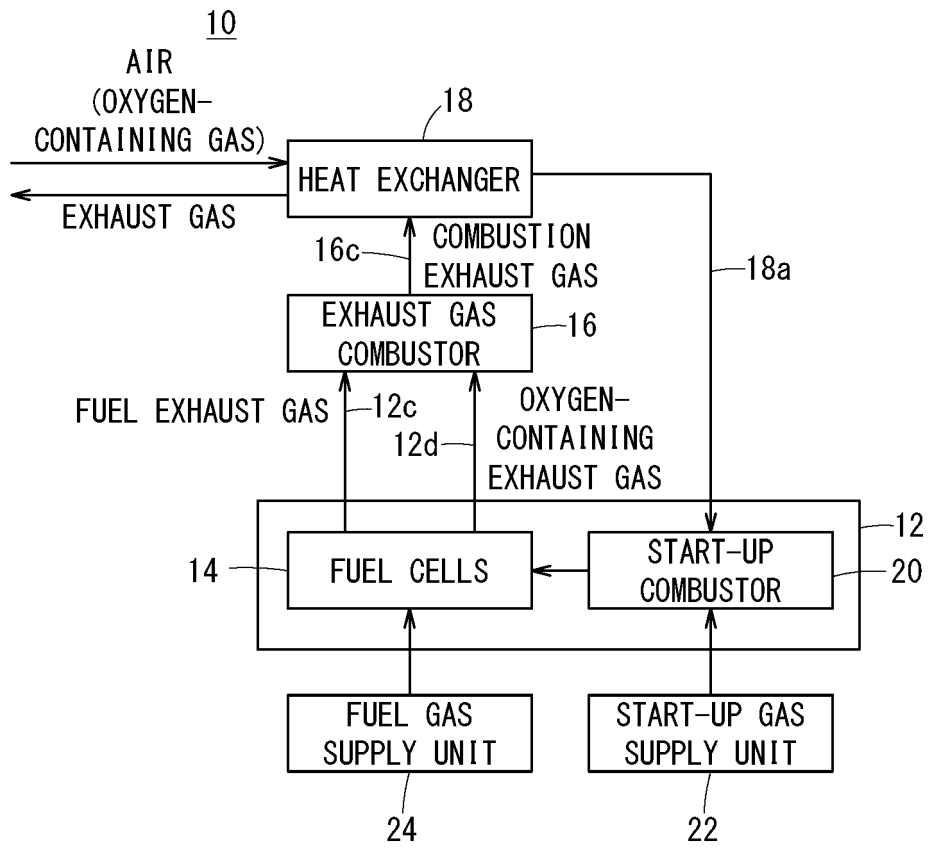 10
AIR
(OXYGEN-
CONTAINING GAS)
18
HEAT EXCHANGER
EXHAUST GAS
16c
COMBUSTION
EXHAUST GAS
18a
EXHAUST GAS
COMBUSTOR
16
FUEL EXHAUST GAS
12c
12d
OXYGEN-
CONTAINING
EXHAUST GAS
12
14
FUEL CELLS
START-UP
COMBUSTOR
20
FUEL GAS
SUPPLY UNIT
START-UP GAS
SUPPLY UNIT
24
22